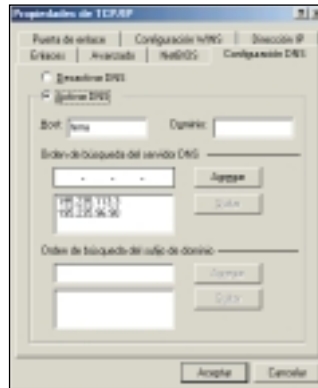 Propiedades de TCP/IP
Puerta de enlace Configuración WINS Dirección IP
Enlaces Avanzado NetBIOS Configuración DNS
Desactivar DNS
Activar DNS
Host: Dominio:
Orden de búsqueda del servidor DNS
Agregar
195.235.96.90
Quitar
Orden de búsqueda del sufijo de dominio
Agregar
Quitar
Aceptar Cancelar